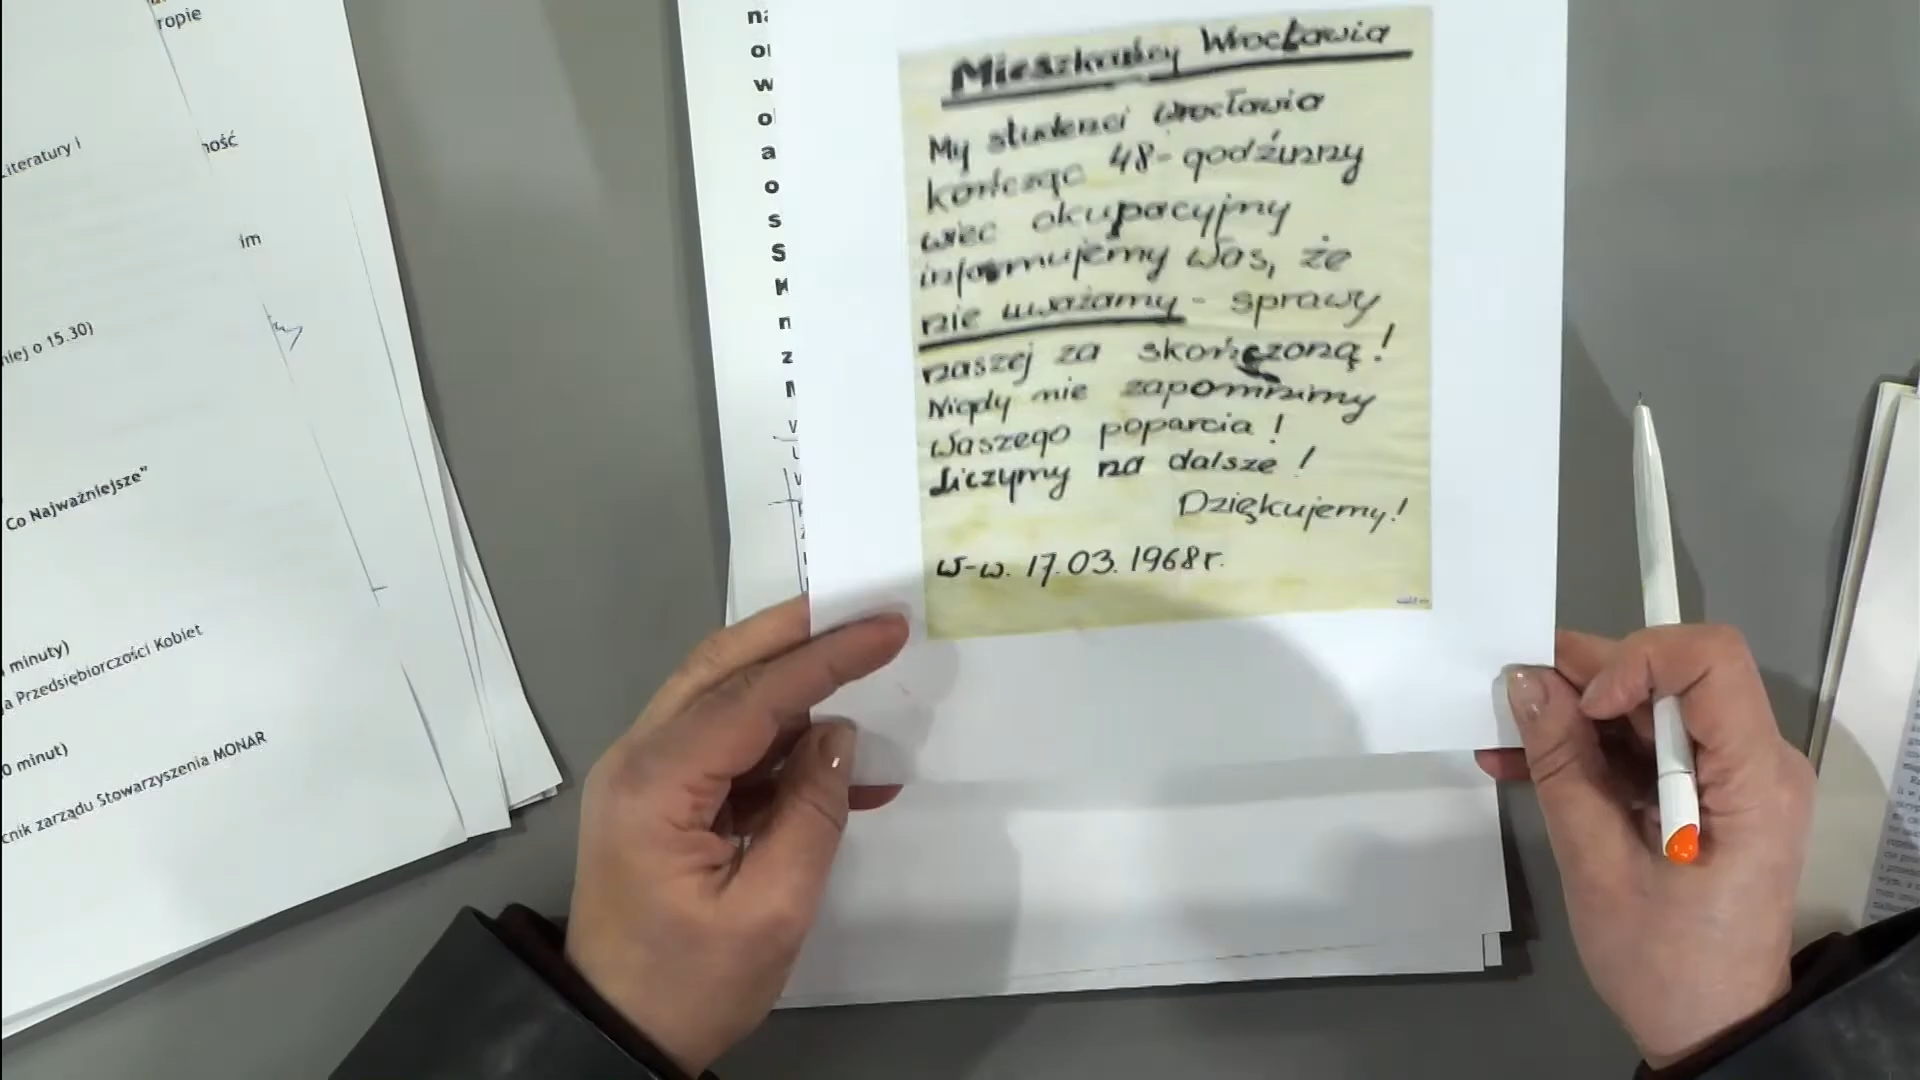 ropie
Literatury i
ność
im
niej o 15.30)
Co Najważniejsze"
minuty)
a Przedsiębiorczości Kobiet
0 minut)
cnik zarządu Stowarzyszenia MONAR
w
o
a
o
s
S
z
Mieszkańcy Wrocławia
My studenci Wrocławia
kończąc 48-godzinny
wiec okupacyjny
informujemy Was, że
nie uważamy - sprawy
naszej za skończoną!
Nigdy nie zapomnimy
Waszego poparcia!
Liczymy na dalsze!
Dziękujemy!
W-w. 17.03.1968r.